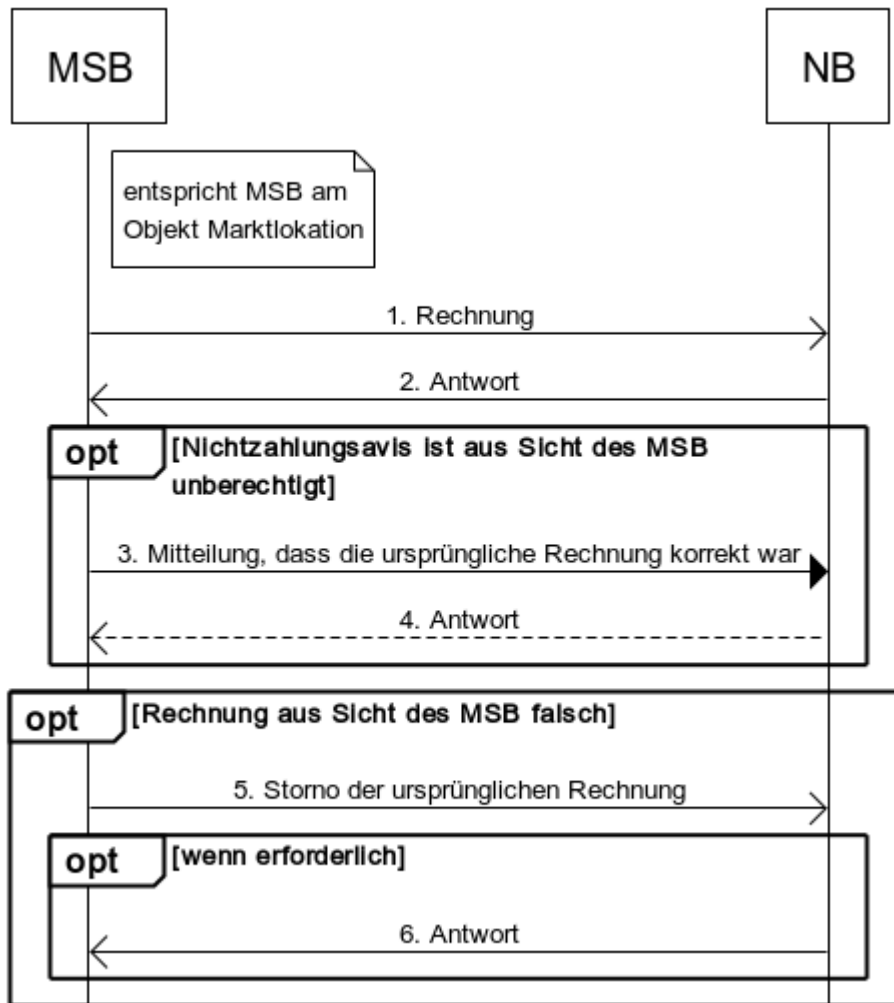 MSB
NB
entspricht MSB am
Objekt Marktlokation
1. Rechnung
2. Antwort
opt
[Nichtzahlungsavis ist aus Sicht des MSB
unberechtigt]
3. Mitteilung, dass die ursprüngliche Rechnung korrekt war
4. Antwort
opt
[Rechnung aus Sicht des MSB falsch]
5. Storno der ursprünglichen Rechnung
opt
[wenn erforderlich]
6. Antwort